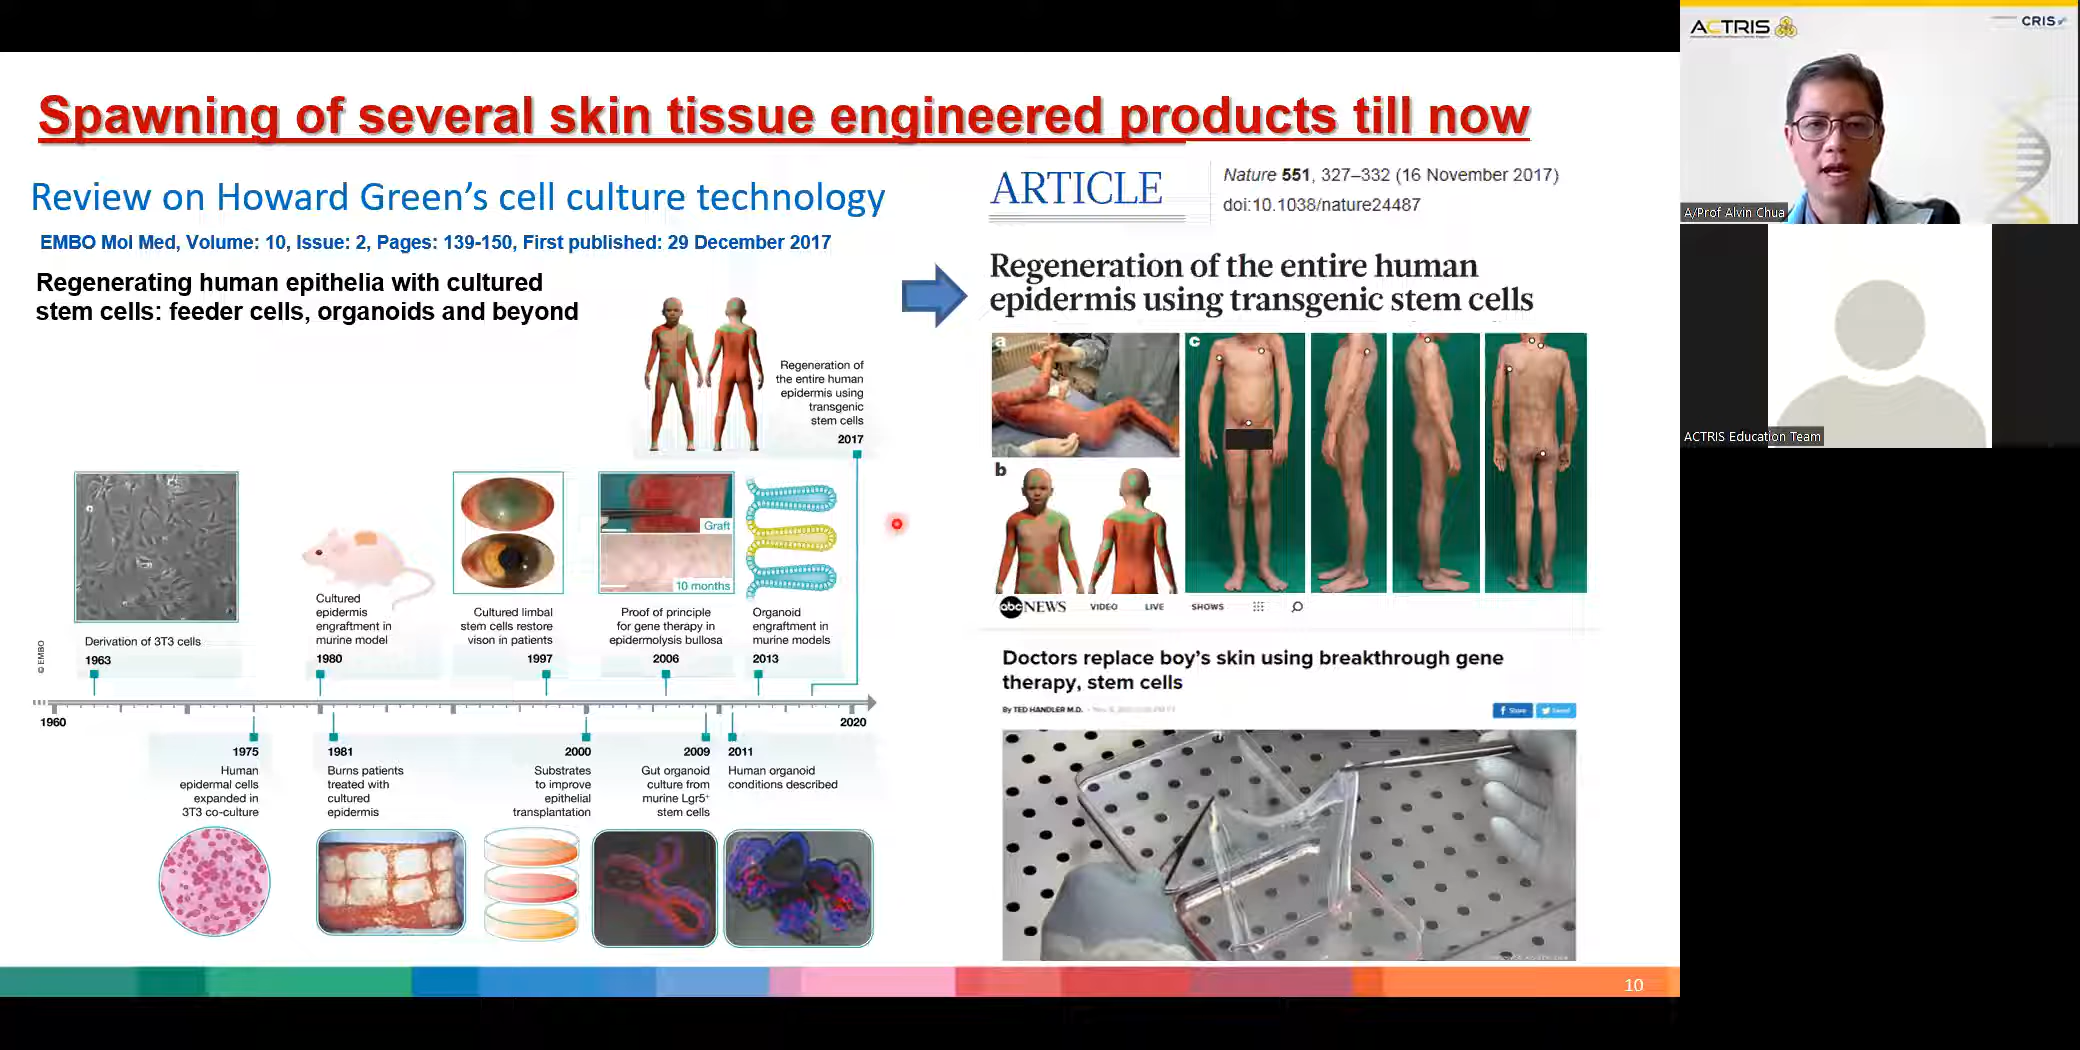 Spawning of several skin tissue engineered products till now
Review on Howard Green's cell culture technology
EMBO Mol Med, Volume: 10, Issue: 2, Pages: 139-150, First published: 29 December 2017
Regenerating human epithelia with cultured
stem cells: feeder cells, organoids and beyond
Regeneration of
the entire human
epidermis using
transgenic
stem cells
2017
Graft
10 months
Derivation of 3T3 cells
1963
Cultured
epidermis
engraftment in
murine model
1980
Cultured limbal
stem cells restore
vison in patients
1997
Proof of principle
for gene therapy in
epidermolysis bullosa
2006
Organoid
engraftment in
murine models
2013
© EMBO
1960
2020
1975
Human
epidermal cells
expanded in
3T3 co-culture
1981
Burns patients
treated with
cultured
epidermis
2000
Substrates
to improve
epithelial
transplantation
2009
Gut organoid
culture from
murine Lgr5⁺
stem cells
2011
Human organoid
conditions described
ARTICLE
Nature 551, 327–332 (16 November 2017)
doi:10.1038/nature24487
Regeneration of the entire human
epidermis using transgenic stem cells
a
c
b
abc NEWS VIDEO LIVE SHOWS
Doctors replace boy's skin using breakthrough gene
therapy, stem cells
By TED HANDLER M.D.
Share
Tweet
10
ACTRIS
CRIS
A/Prof Alvin Chua
ACTRIS Education Team